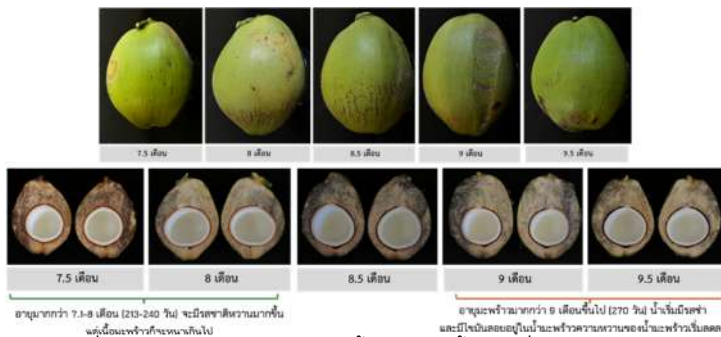 7.5 เดือน
8 เดือน
8.5 เดือน
9 เดือน
9.5 เดือน
7.5 เดือน
8 เดือน
8.5 เดือน
9 เดือน
9.5 เดือน
อายุมากกว่า 7.1-8 เดือน (213-240 วัน) จะมีรสชาติหวานมากขึ้น
แต่เนื้อมะพร้าวก็จะหนาเกินไป
อายุมะพร้าวมากกว่า 9 เดือนขึ้นไป (270 วัน) น้ำเริ่มมีรสซ่า
และมีไขมันลอยอยู่ในน้ำมะพร้าวความหวานของน้ำมะพร้าวเริ่มลดลง